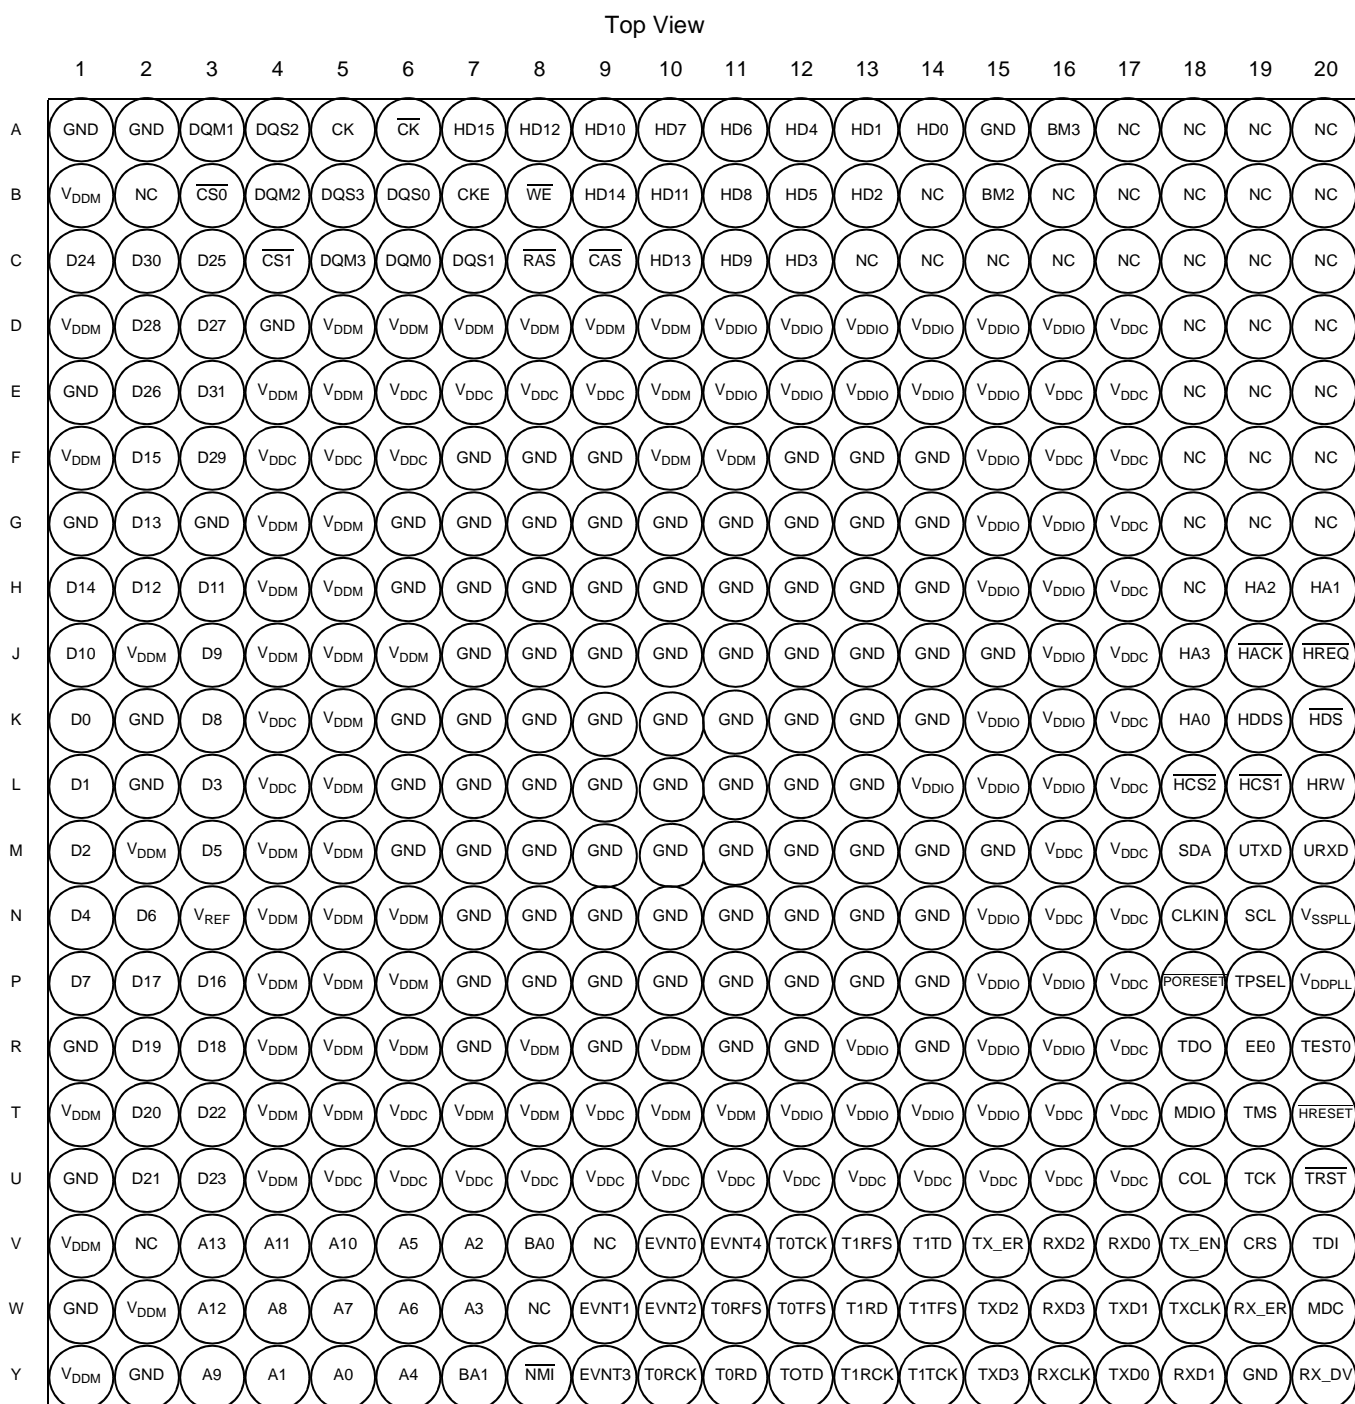 Top View
1 2 3 4 5 6 7 8 9 10 11 12 13 14 15 16 17 18 19 20
A GND GND DQM1 DQS2 CK CK HD15 HD12 HD10 HD7 HD6 HD4 HD1 HD0 GND BM3 NC NC NC NC
B VDDM NC CS0 DQM2 DQS3 DQS0 CKE WE HD14 HD11 HD8 HD5 HD2 NC BM2 NC NC NC NC NC
C D24 D30 D25 CS1 DQM3 DQM0 DQS1 RAS CAS HD13 HD9 HD3 NC NC NC NC NC NC NC NC
D VDDM D28 D27 GND VDDM VDDM VDDM VDDM VDDM VDDM VDDIO VDDIO VDDIO VDDIO VDDIO VDDIO VDDC NC NC NC
E GND D26 D31 VDDM VDDM VDDC VDDC VDDC VDDC VDDM VDDIO VDDIO VDDIO VDDIO VDDIO VDDC VDDC NC NC NC
F VDDM D15 D29 VDDC VDDC VDDC GND GND GND VDDM VDDM GND GND GND VDDIO VDDC VDDC NC NC NC
G GND D13 GND VDDM VDDM GND GND GND GND GND GND GND GND GND VDDIO VDDIO VDDC NC NC NC
H D14 D12 D11 VDDM VDDM GND GND GND GND GND GND GND GND GND VDDIO VDDIO VDDC NC HA2 HA1
J D10 VDDM D9 VDDM VDDM VDDM GND GND GND GND GND GND GND GND GND VDDIO VDDC HA3 HACK HREQ
K D0 GND D8 VDDC VDDM GND GND GND GND GND GND GND GND GND VDDIO VDDIO VDDC HA0 HDDS HDS
L D1 GND D3 VDDC VDDM GND GND GND GND GND GND GND GND VDDIO VDDIO VDDIO VDDC HCS2 HCS1 HRW
M D2 VDDM D5 VDDM VDDM GND GND GND GND GND GND GND GND GND GND VDDC VDDC SDA UTXD URXD
N D4 D6 VREF VDDM VDDM VDDM GND GND GND GND GND GND GND GND VDDIO VDDC VDDC CLKIN SCL VSSPLL
P D7 D17 D16 VDDM VDDM VDDM GND GND GND GND GND GND GND GND VDDIO VDDIO VDDC PORESET TPSEL VDDPLL
R GND D19 D18 VDDM VDDM VDDM GND VDDM GND VDDM GND GND VDDIO GND VDDIO VDDIO VDDC TDO EE0 TEST0
T VDDM D20 D22 VDDM VDDM VDDC VDDM VDDM VDDC VDDM VDDM VDDIO VDDIO VDDIO VDDIO VDDC VDDC MDIO TMS HRESET
U GND D21 D23 VDDM VDDC VDDC VDDC VDDC VDDC VDDC VDDC VDDC VDDC VDDC VDDC VDDC VDDC COL TCK TRST
V VDDM NC A13 A11 A10 A5 A2 BA0 NC EVNT0 EVNT4 T0TCK T1RFS T1TD TX_ER RXD2 RXD0 TX_EN CRS TDI
W GND VDDM A12 A8 A7 A6 A3 NC EVNT1 EVNT2 T0RFS T0TFS T1RD T1TFS TXD2 RXD3 TXD1 TXCLK RX_ER MDC
Y VDDM GND A9 A1 A0 A4 BA1 NMI EVNT3 T0RCK T0RD TOTD T1RCK T1TCK TXD3 RXCLK TXD0 RXD1 GND RX_DV